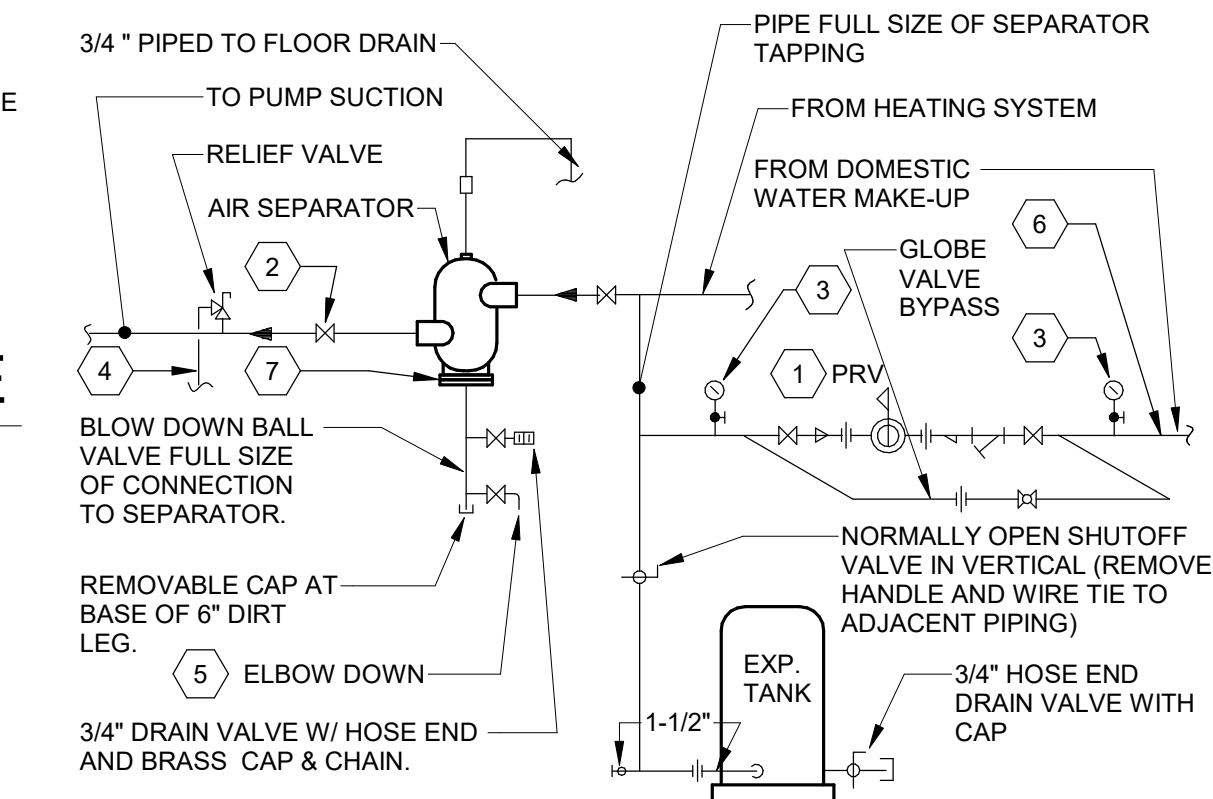 3/4 " PIPED TO FLOOR DRAIN
TO PUMP SUCTION
RELIEF VALVE
AIR SEPARATOR
2
4
7
BLOW DOWN BALL
VALVE FULL SIZE
OF CONNECTION
TO SEPARATOR.
REMOVABLE CAP AT
BASE OF 6" DIRT
LEG.
5 ELBOW DOWN
3/4" DRAIN VALVE W/ HOSE END
AND BRASS CAP & CHAIN.
PIPE FULL SIZE OF SEPARATOR
TAPPING
FROM HEATING SYSTEM
FROM DOMESTIC
WATER MAKE-UP
6
GLOBE
VALVE
BYPASS
3
3
1 PRV
NORMALLY OPEN SHUTOFF
VALVE IN VERTICAL (REMOVE
HANDLE AND WIRE TIE TO
ADJACENT PIPING)
EXP.
TANK
1-1/2"
3/4" HOSE END
DRAIN VALVE WITH
CAP
E
E